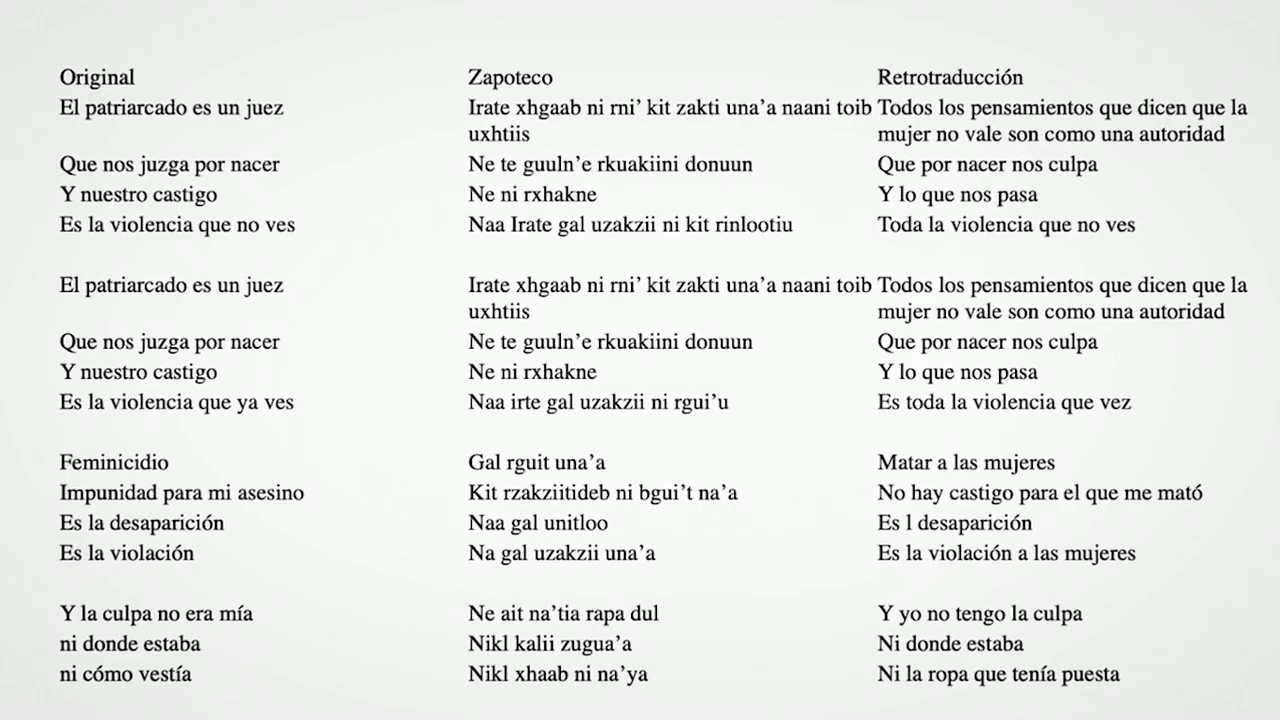 Original Zapoteco Retrotraducción
El patriarcado es un juez Irate xhgaab ni rni’ kit zakti una’a naani toib Todos los pensamientos que dicen que la
uxhtiis mujer no vale son como una autoridad
Que nos juzga por nacer Ne te guuln’e rkuakiini donuun Que por nacer nos culpa
Y nuestro castigo Ne ni rxhakne Y lo que nos pasa
Es la violencia que no ves Naa Irate gal uzakzii ni kit rinlootiu Toda la violencia que no ves
El patriarcado es un juez Irate xhgaab ni rni’ kit zakti una’a naani toib Todos los pensamientos que dicen que la
uxhtiis mujer no vale son como una autoridad
Que nos juzga por nacer Ne te guuln’e rkuakiini donuun Que por nacer nos culpa
Y nuestro castigo Ne ni rxhakne Y lo que nos pasa
Es la violencia que ya ves Naa irte gal uzakzii ni rgui’u Es toda la violencia que vez
Feminicidio Gal rguit una’a Matar a las mujeres
Impunidad para mi asesino Kit rzakziitideb ni bgui’t na’a No hay castigo para el que me mató
Es la desaparición Naa gal unitloo Es l desaparición
Es la violación Na gal uzakzii una’a Es la violación a las mujeres
Y la culpa no era mía Ne ait na’tia rapa dul Y yo no tengo la culpa
ni donde estaba Nikl kalii zugua’a Ni donde estaba
ni cómo vestía Nikl xhaab ni na’ya Ni la ropa que tenía puesta